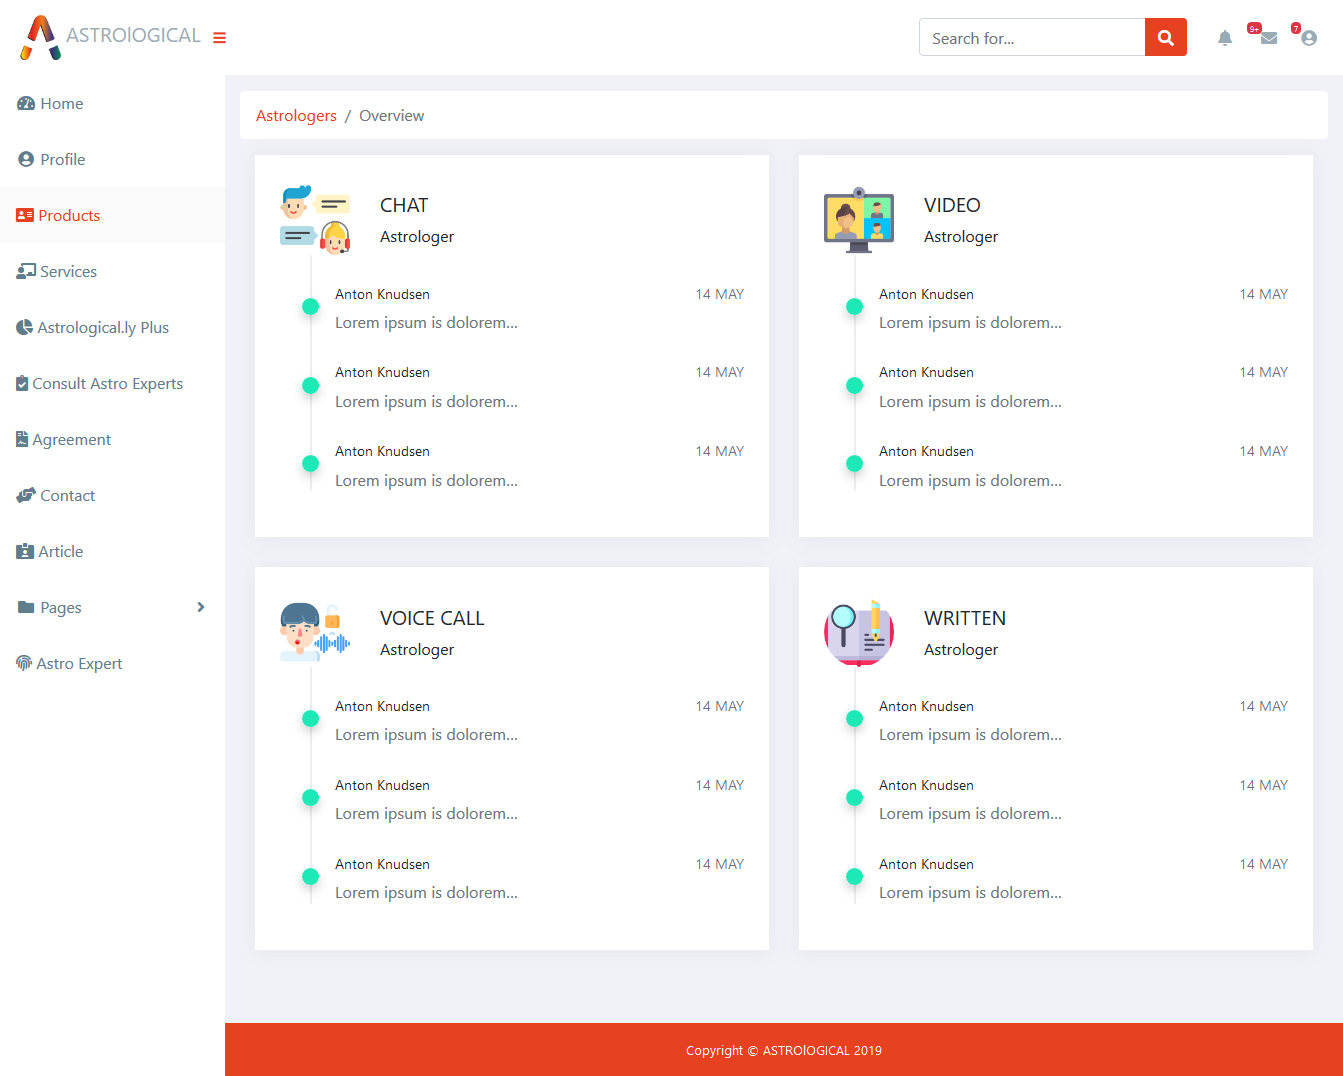 ASTROlOGICAL
Search for...
9+
7
Home
Profile
Products
Services
Astrological.ly Plus
Consult Astro Experts
Agreement
Contact
Article
Pages
Astro Expert
Astrologers / Overview
CHAT
Astrologer
Anton Knudsen 14 MAY
Lorem ipsum is dolorem...
Anton Knudsen 14 MAY
Lorem ipsum is dolorem...
Anton Knudsen 14 MAY
Lorem ipsum is dolorem...
VIDEO
Astrologer
Anton Knudsen 14 MAY
Lorem ipsum is dolorem...
Anton Knudsen 14 MAY
Lorem ipsum is dolorem...
Anton Knudsen 14 MAY
Lorem ipsum is dolorem...
VOICE CALL
Astrologer
Anton Knudsen 14 MAY
Lorem ipsum is dolorem...
Anton Knudsen 14 MAY
Lorem ipsum is dolorem...
Anton Knudsen 14 MAY
Lorem ipsum is dolorem...
WRITTEN
Astrologer
Anton Knudsen 14 MAY
Lorem ipsum is dolorem...
Anton Knudsen 14 MAY
Lorem ipsum is dolorem...
Anton Knudsen 14 MAY
Lorem ipsum is dolorem...
Copyright © ASTROlOGICAL 2019